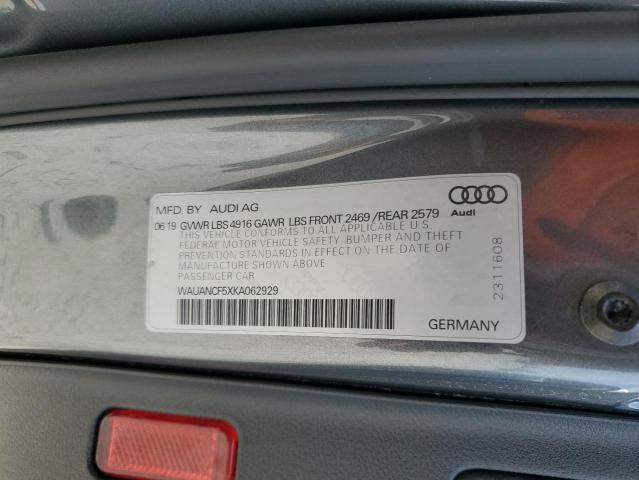 MFD. BY AUDI AG
Audi
06 19 GVWR LBS 4916 GAWR LBS FRONT 2469 /REAR 2579
THIS VEHICLE CONFORMS TO ALL APPLICABLE U.S
FEDERAL MOTOR VEHICLE SAFETY, BUMPER AND THEFT
PREVENTION STANDARDS IN EFFECT ON THE DATE OF
MANUFACTURE SHOWN ABOVE
PASSENGER CAR
WAUANCF5XKA062929
GERMANY
2311608